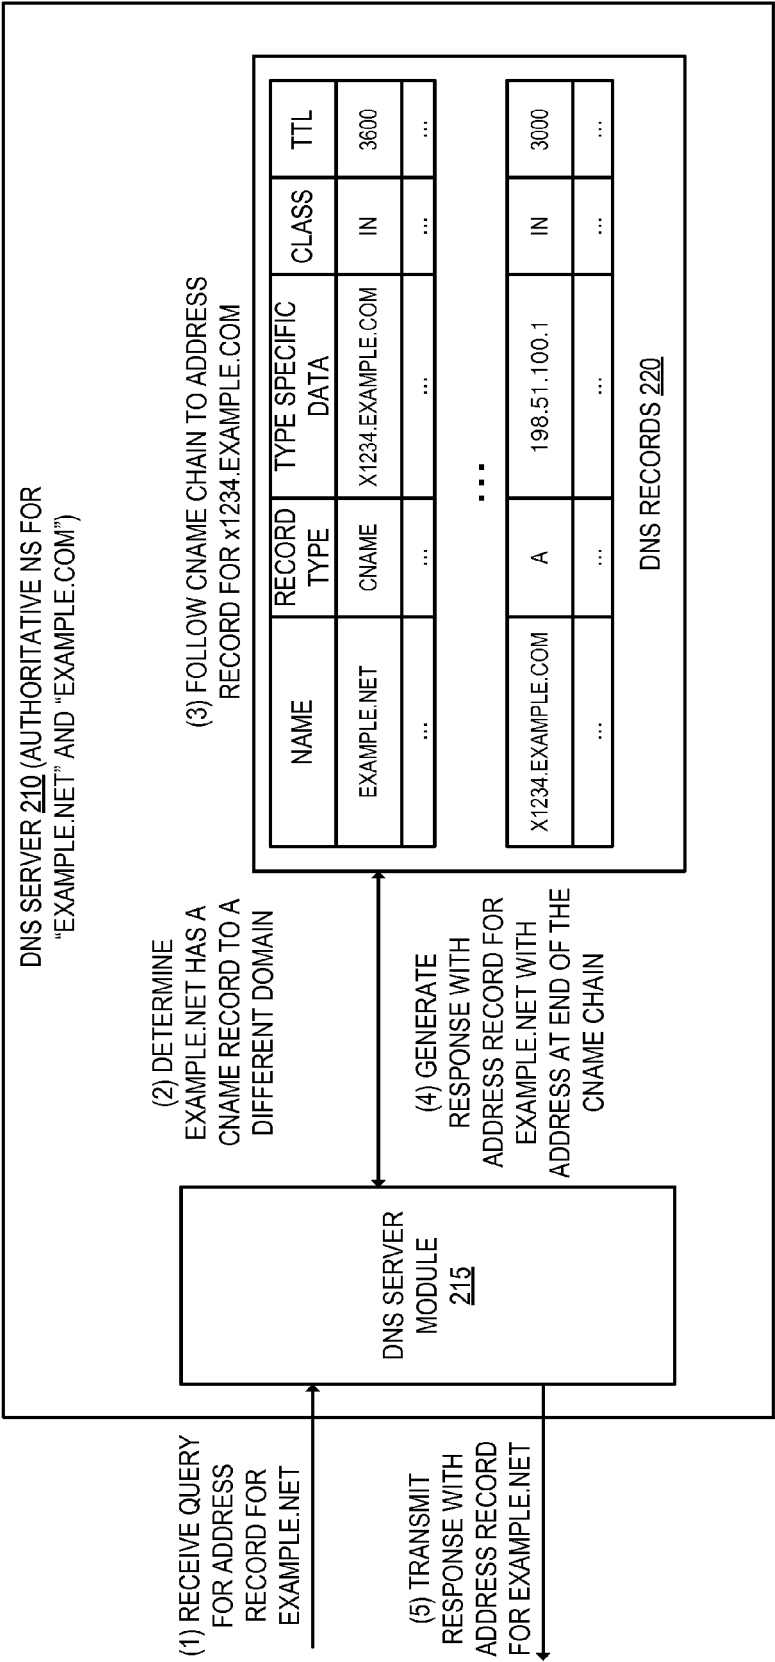 DNS SERVER 210 (AUTHORITATIVE NS FOR
“EXAMPLE.NET” AND “EXAMPLE.COM”)
(1) RECEIVE QUERY
FOR ADDRESS
RECORD FOR
EXAMPLE.NET
(2) DETERMINE
EXAMPLE.NET HAS A
CNAME RECORD TO A
DIFFERENT DOMAIN
(3) FOLLOW CNAME CHAIN TO ADDRESS
RECORD FOR x1234.EXAMPLE.COM
DNS SERVER
MODULE
215
NAME RECORD TYPE TYPE SPECIFIC DATA CLASS TTL
EXAMPLE.NET CNAME X1234.EXAMPLE.COM IN 3600
... ... ... ... ...
...
X1234.EXAMPLE.COM A 198.51.100.1 IN 3000
... ... ... ... ...
DNS RECORDS 220
(4) GENERATE
RESPONSE WITH
ADDRESS RECORD FOR
EXAMPLE.NET WITH
ADDRESS AT END OF THE
CNAME CHAIN
(5) TRANSMIT
RESPONSE WITH
ADDRESS RECORD
FOR EXAMPLE.NET